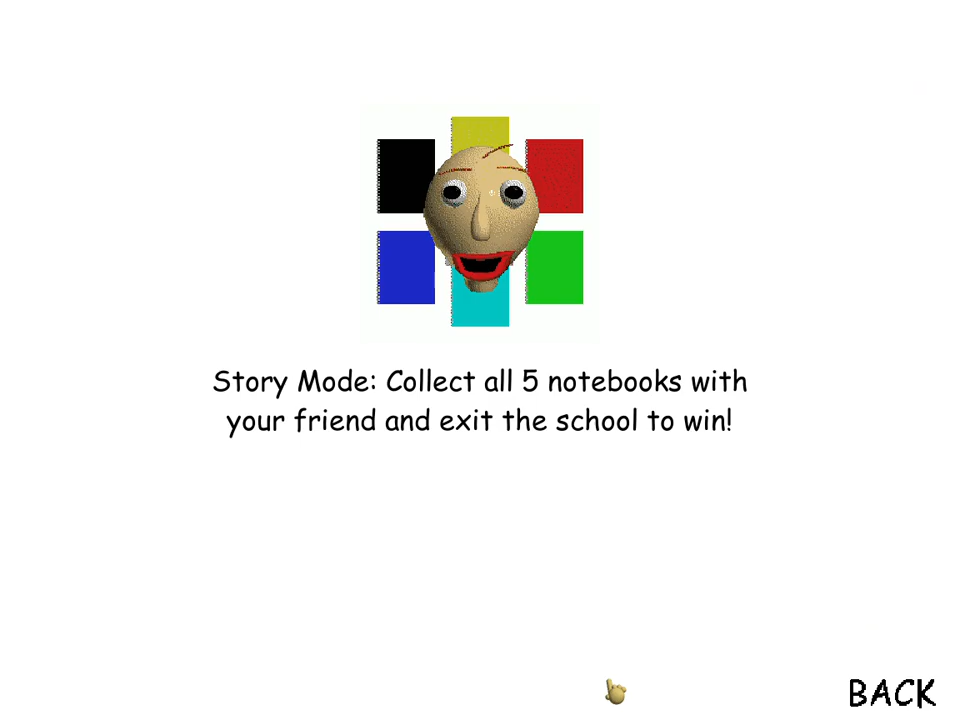 Story Mode: Collect all 5 notebooks with
your friend and exit the school to win!
BACK